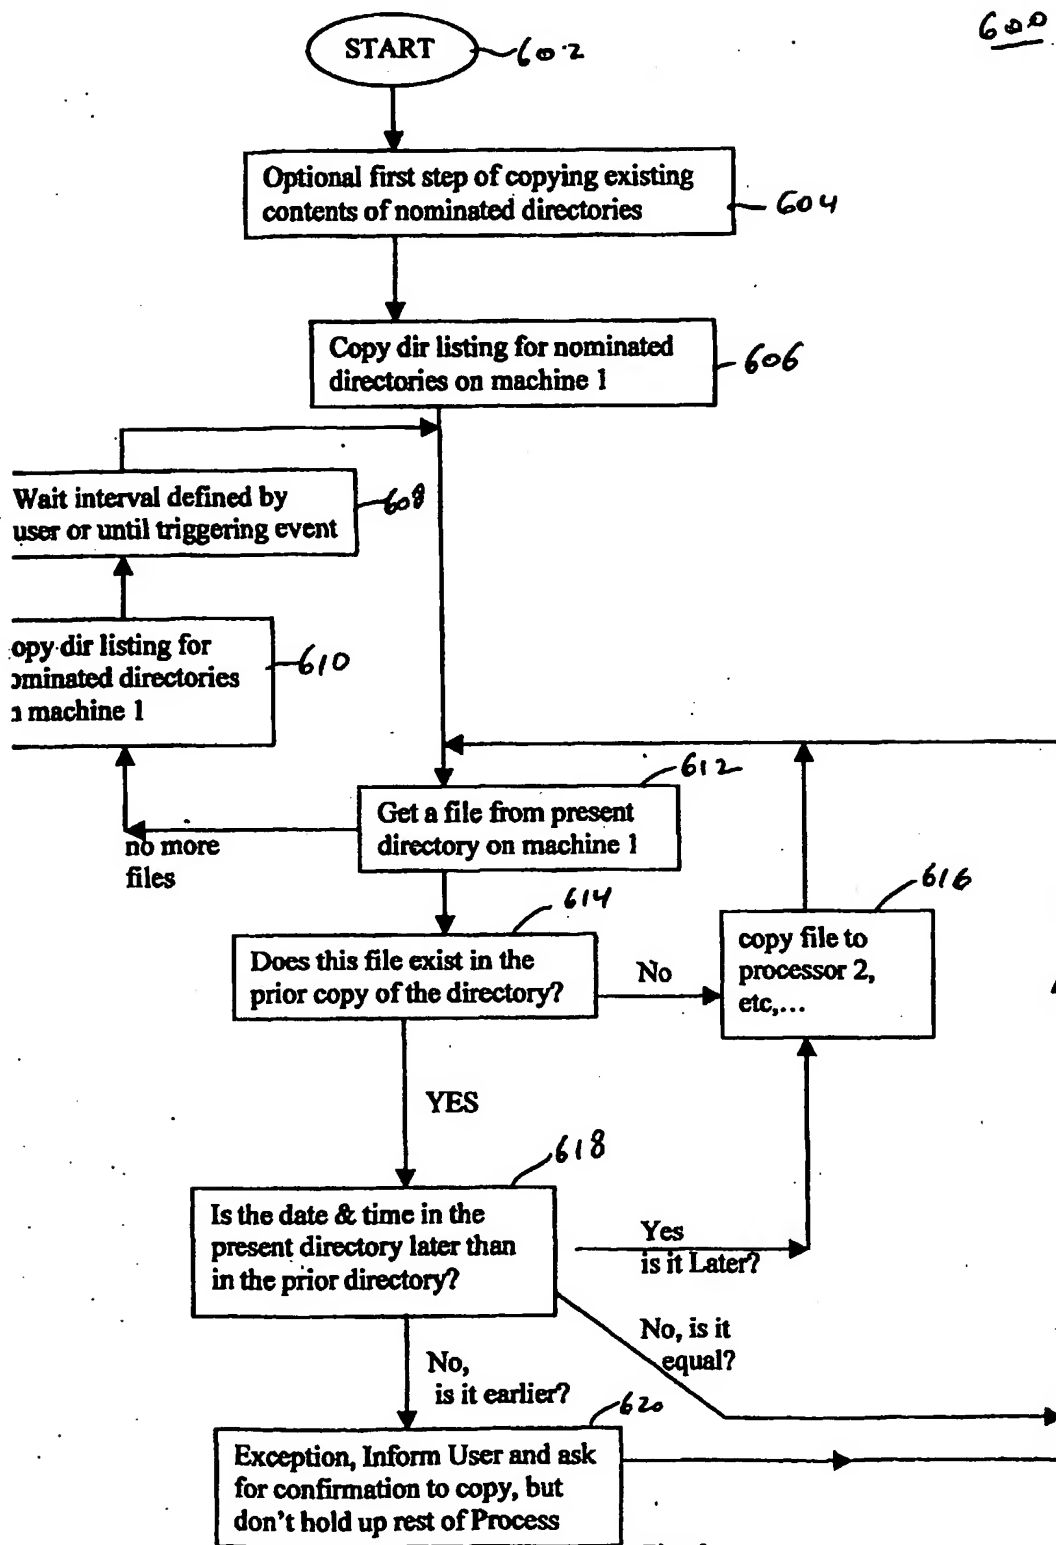 600
START
602
Optional first step of copying existing
contents of nominated directories
604
Copy dir listing for nominated
directories on machine 1
606
Wait interval defined by
user or until triggering event
608
opy dir listing for
ominated directories
machine 1
610
612
Get a file from present
directory on machine 1
no more
files
614
Does this file exist in the
prior copy of the directory?
No
616
copy file to
processor 2,
etc,...
YES
618
Is the date & time in the
present directory later than
in the prior directory?
Yes
is it Later?
No, is it
equal?
No,
is it earlier?
620
Exception, Inform User and ask
for confirmation to copy, but
don't hold up rest of Process